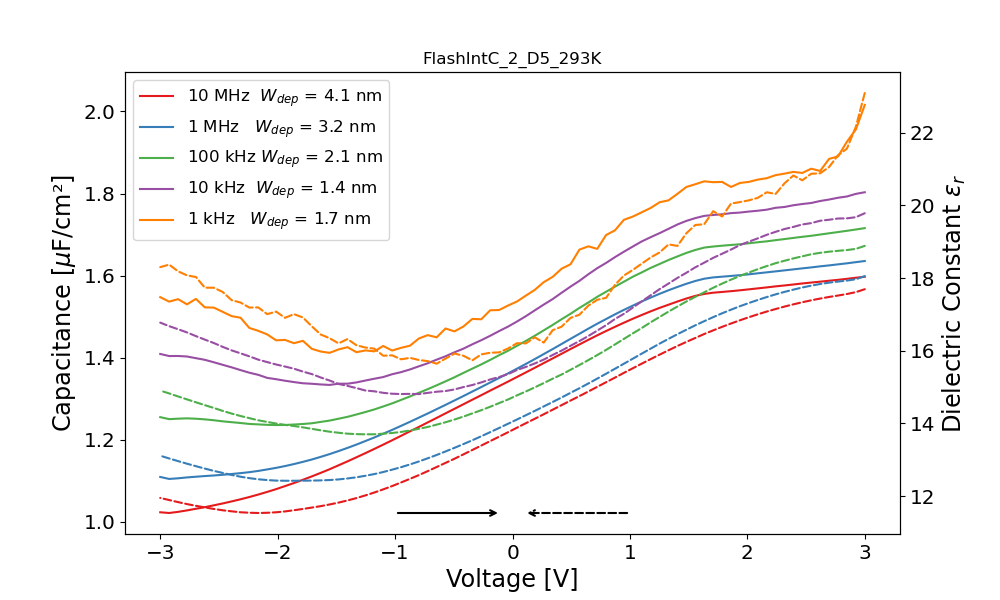 FlashIntC_2_D5_293K
10 MHz W_dep = 4.1 nm
1 MHz W_dep = 3.2 nm
100 kHz W_dep = 2.1 nm
10 kHz W_dep = 1.4 nm
1 kHz W_dep = 1.7 nm
Capacitance [μF/cm²]
2.0
1.8
1.6
1.4
1.2
1.0
Dielectric Constant ε_r
22
20
18
16
14
12
−3 −2 −1 0 1 2 3
Voltage [V]